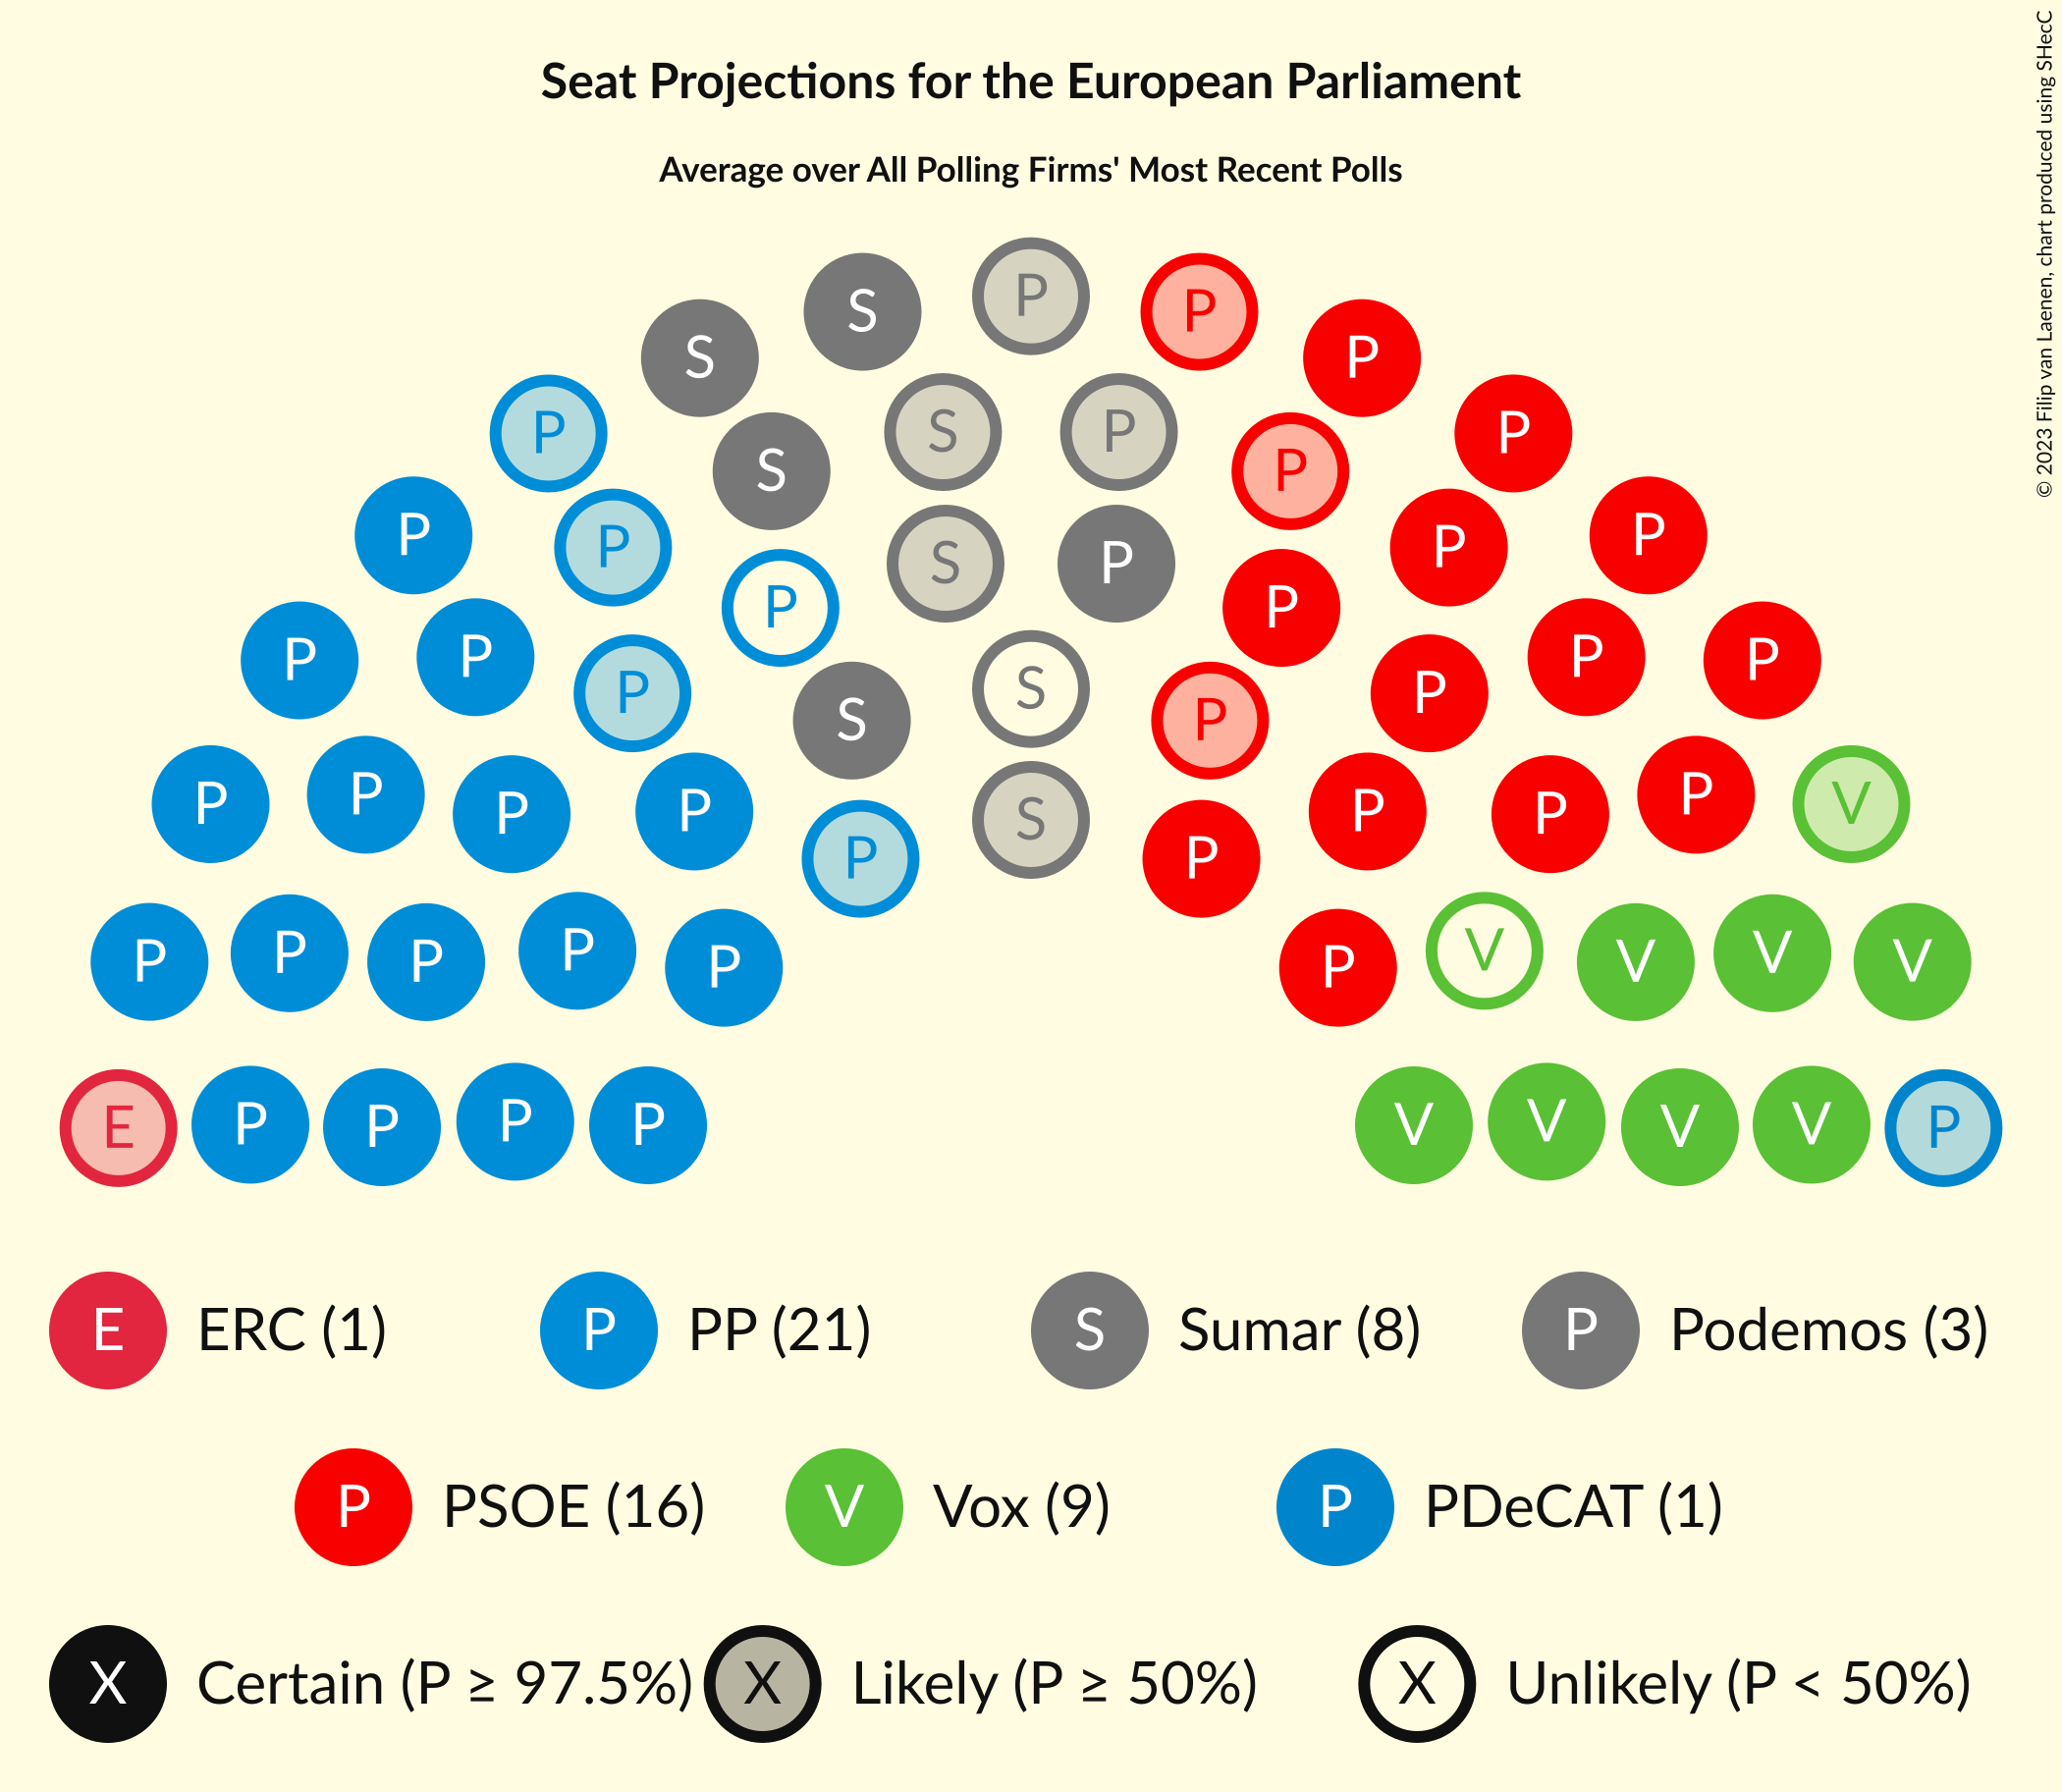 Seat Projections for the European Parliament
Average over All Polling Firms' Most Recent Polls
© 2023 Filip van Laenen, chart produced using SHecC
P
S P
S P
P P
S S P P
P P
P P
P S P P
P P
S
P P
P P
P P
S P
P P
P P V
P P P P
S
P P
P P P V
P P P V V V
P P
E P P P P V V V V P
E ERC (1) P PP (21) S Sumar (8) P Podemos (3)
P PSOE (16) V Vox (9) P PDeCAT (1)
X Certain (P ≥ 97.5%) X Likely (P ≥ 50%) X Unlikely (P < 50%)